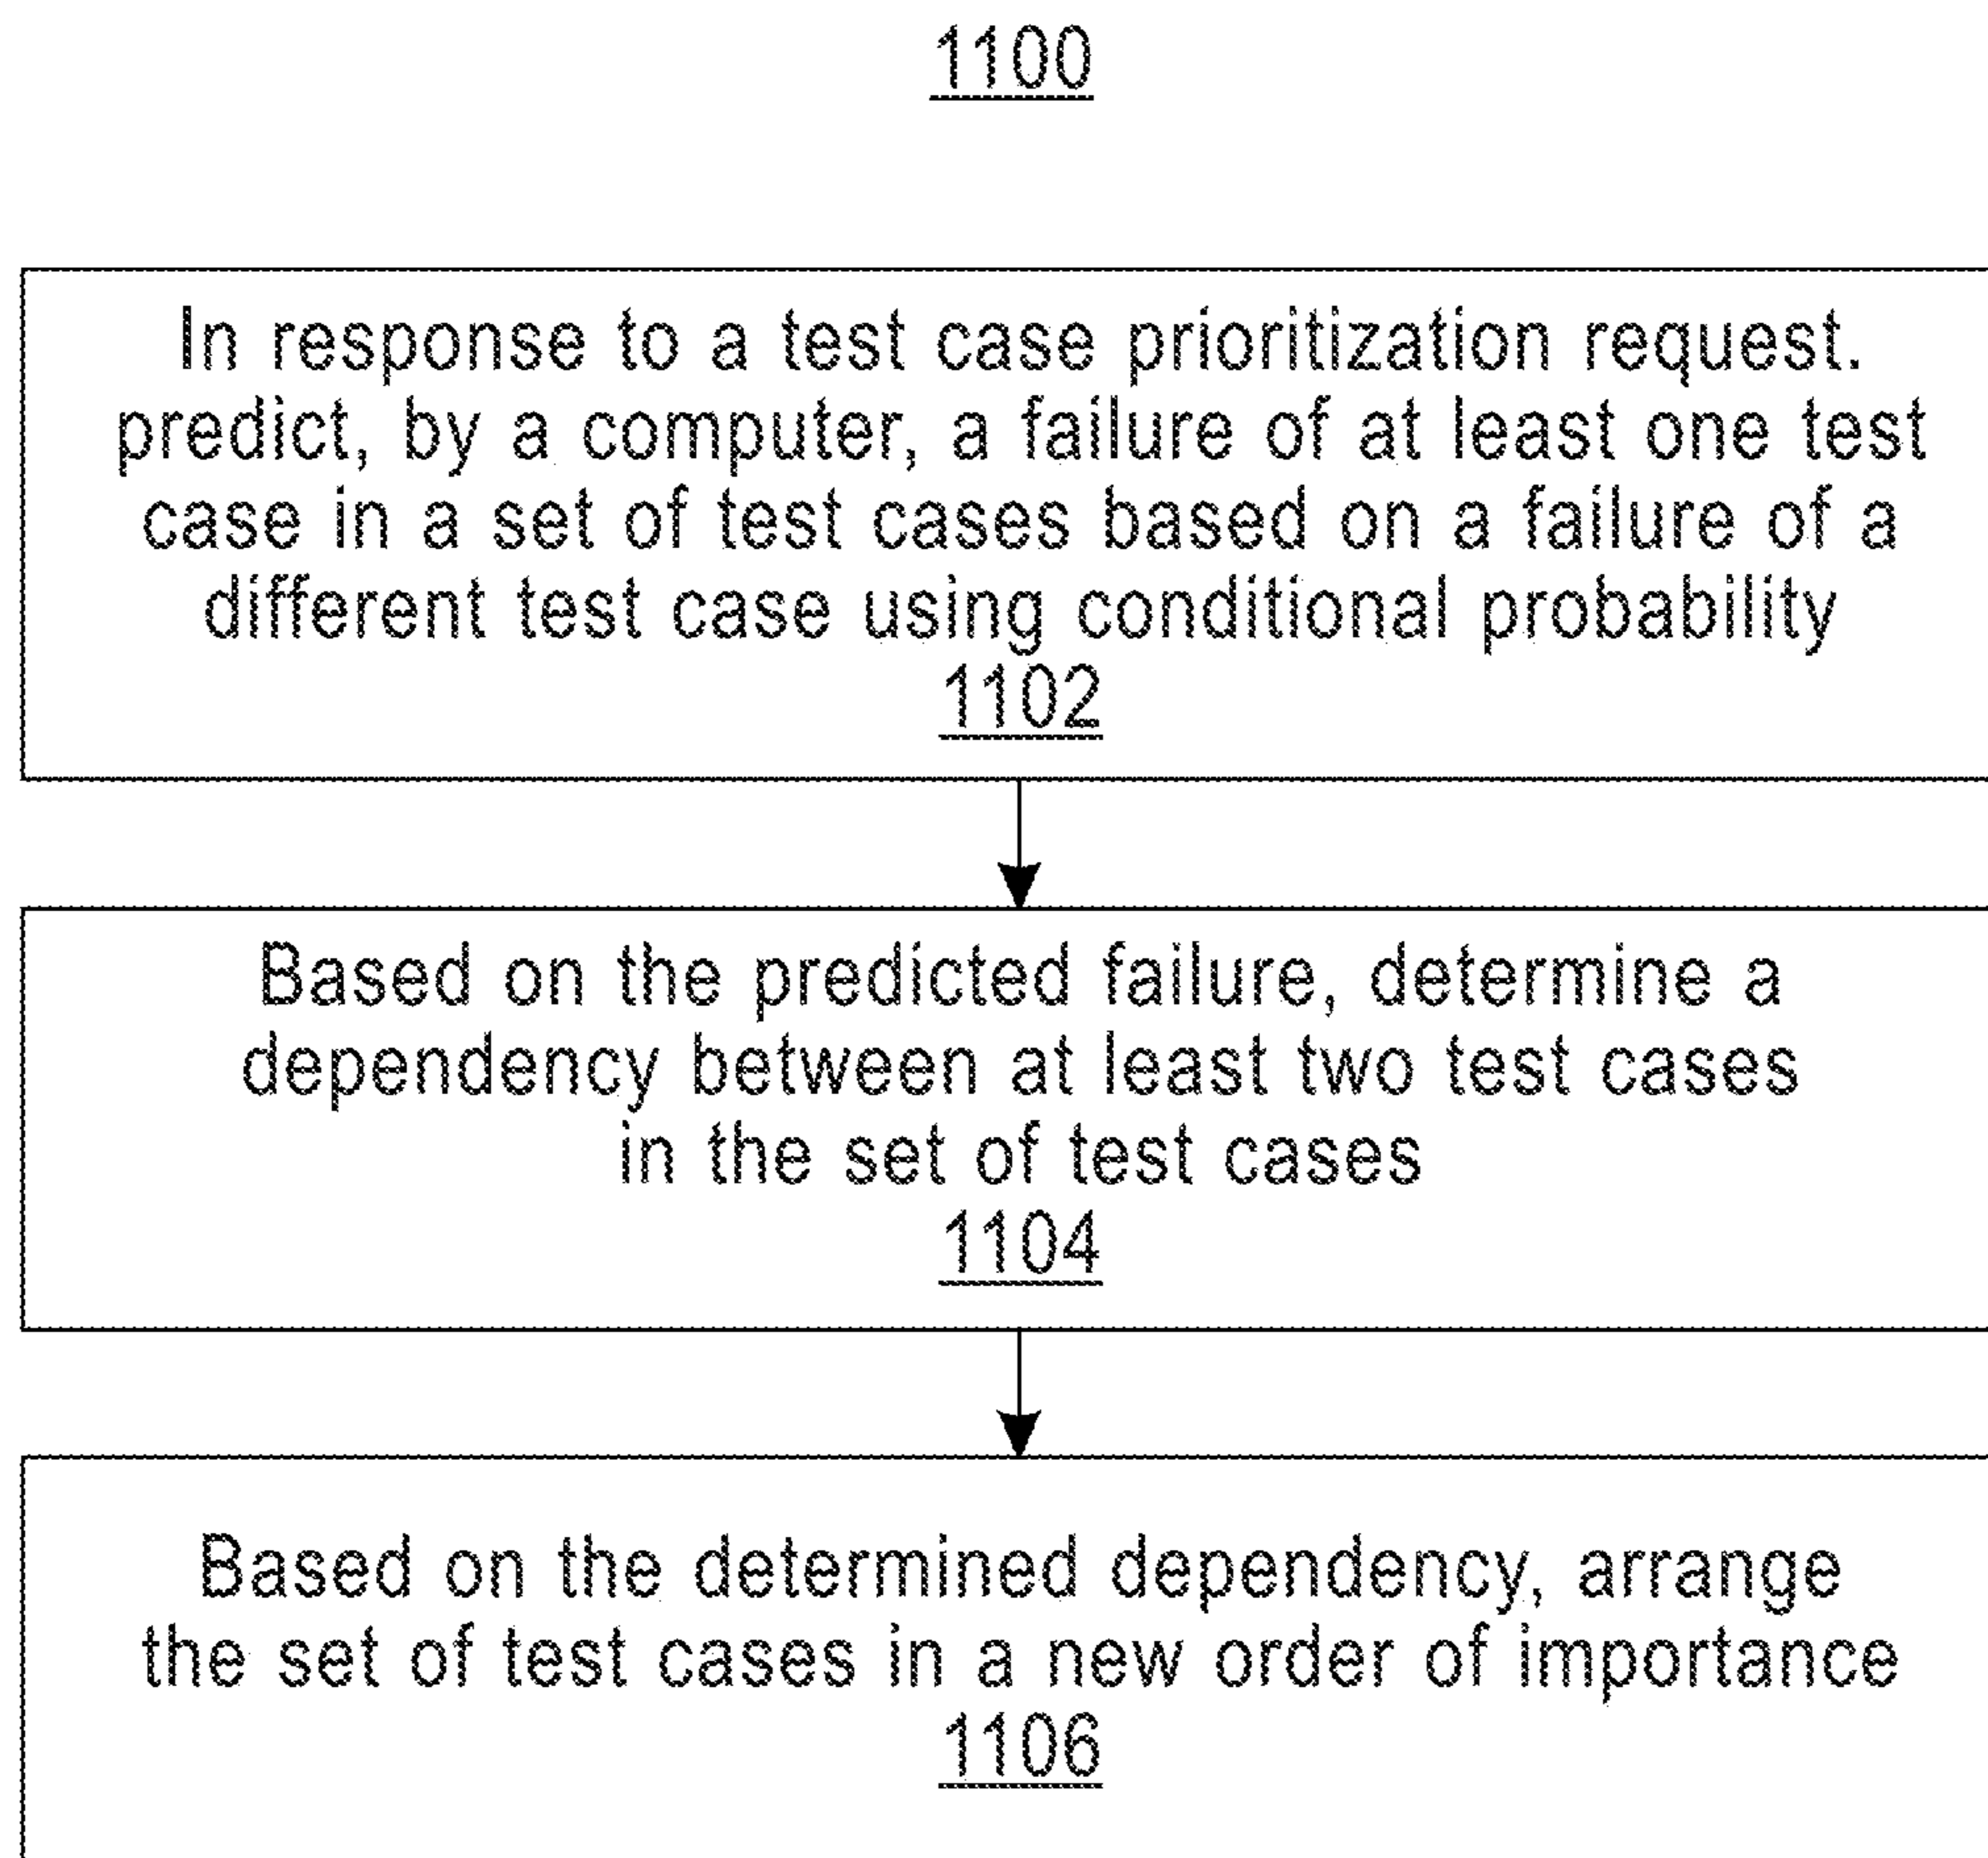 1100
In response to a test case prioritization request.
predict, by a computer, a failure of at least one test
case in a set of test cases based on a failure of a
different test case using conditional probability
1102
Based on the predicted failure, determine a
dependency between at least two test cases
in the set of test cases
1104
Based on the determined dependency, arrange
the set of test cases in a new order of importance
1106